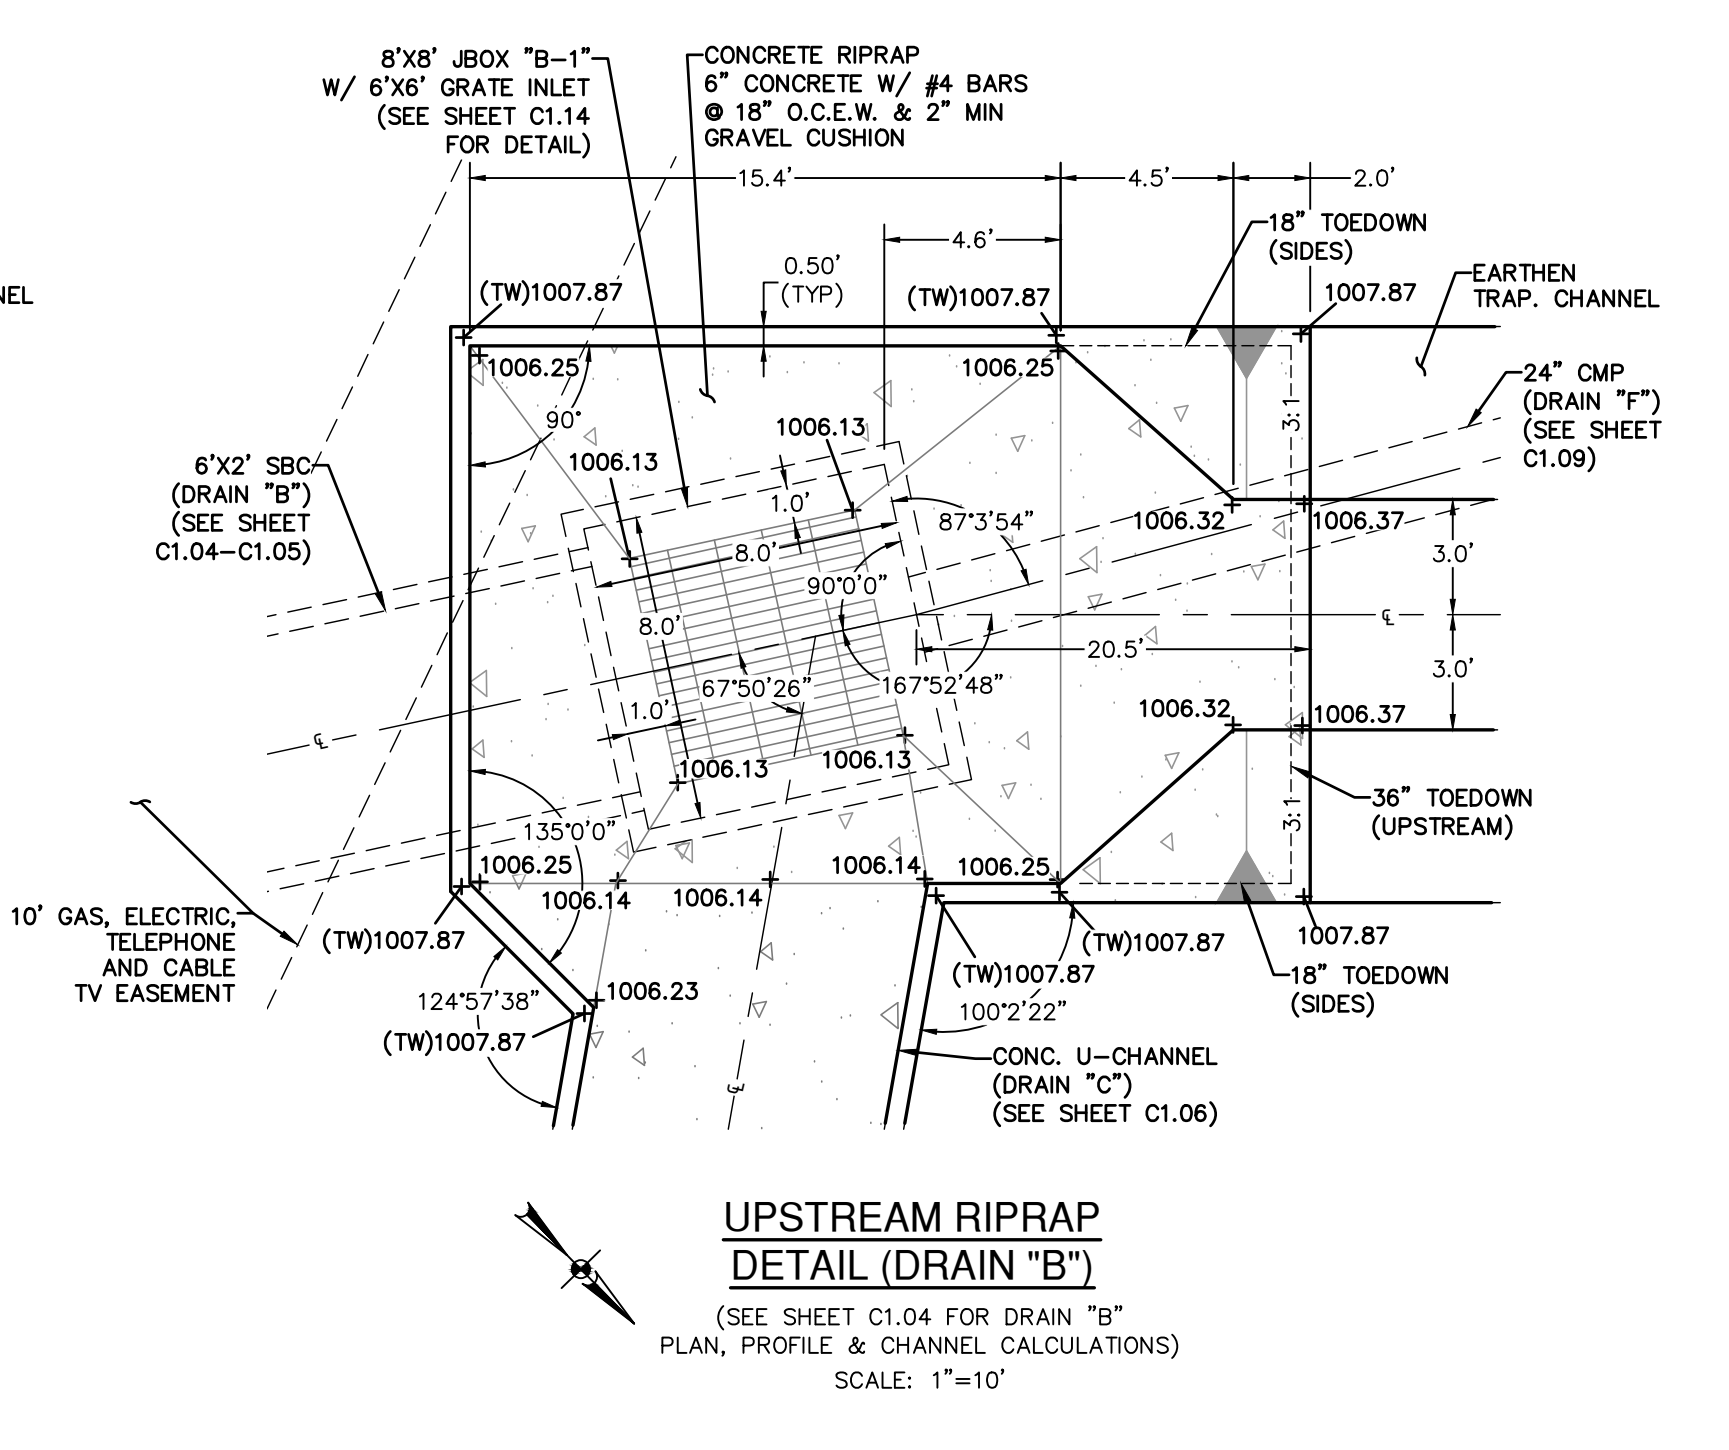 8'X8' JBOX "B-1"
W/ 6'X6' GRATE INLET
(SEE SHEET C1.14
FOR DETAIL)
CONCRETE RIPRAP
6" CONCRETE W/ #4 BARS
@ 18" O.C.E.W. & 2" MIN
GRAVEL CUSHION
15.4'
4.5'
2.0'
18" TOEDOWN
(SIDES)
4.6'
0.50'
(TYP)
(TW)1007.87
(TW)1007.87
1007.87
EARTHEN
TRAP. CHANNEL
NEL
1006.25
1006.25
90°
24" CMP
(DRAIN "F")
(SEE SHEET
C1.09)
3:1
1006.13
1006.13
6'X2' SBC
(DRAIN "B")
(SEE SHEET
C1.04-C1.05)
1.0'
87°3'54"
1006.32
1006.37
8.0'
90°0'0"
3.0'
8.0'
℄
20.5'
3.0'
67°50'26"
167°52'48"
1.0'
1006.32
1006.37
℄
1006.13
1006.13
36" TOEDOWN
(UPSTREAM)
3:1
135°0'0"
1006.25
1006.14
1006.14
1006.14
1006.25
10' GAS, ELECTRIC,
TELEPHONE
AND CABLE
TV EASEMENT
(TW)1007.87
(TW)1007.87
(TW)1007.87
1007.87
18" TOEDOWN
(SIDES)
1006.23
124°57'38"
(TW)1007.87
100°2'22"
℄
CONC. U-CHANNEL
(DRAIN "C")
(SEE SHEET C1.06)
UPSTREAM RIPRAP
DETAIL (DRAIN "B")
(SEE SHEET C1.04 FOR DRAIN "B"
PLAN, PROFILE & CHANNEL CALCULATIONS)
SCALE: 1"=10'